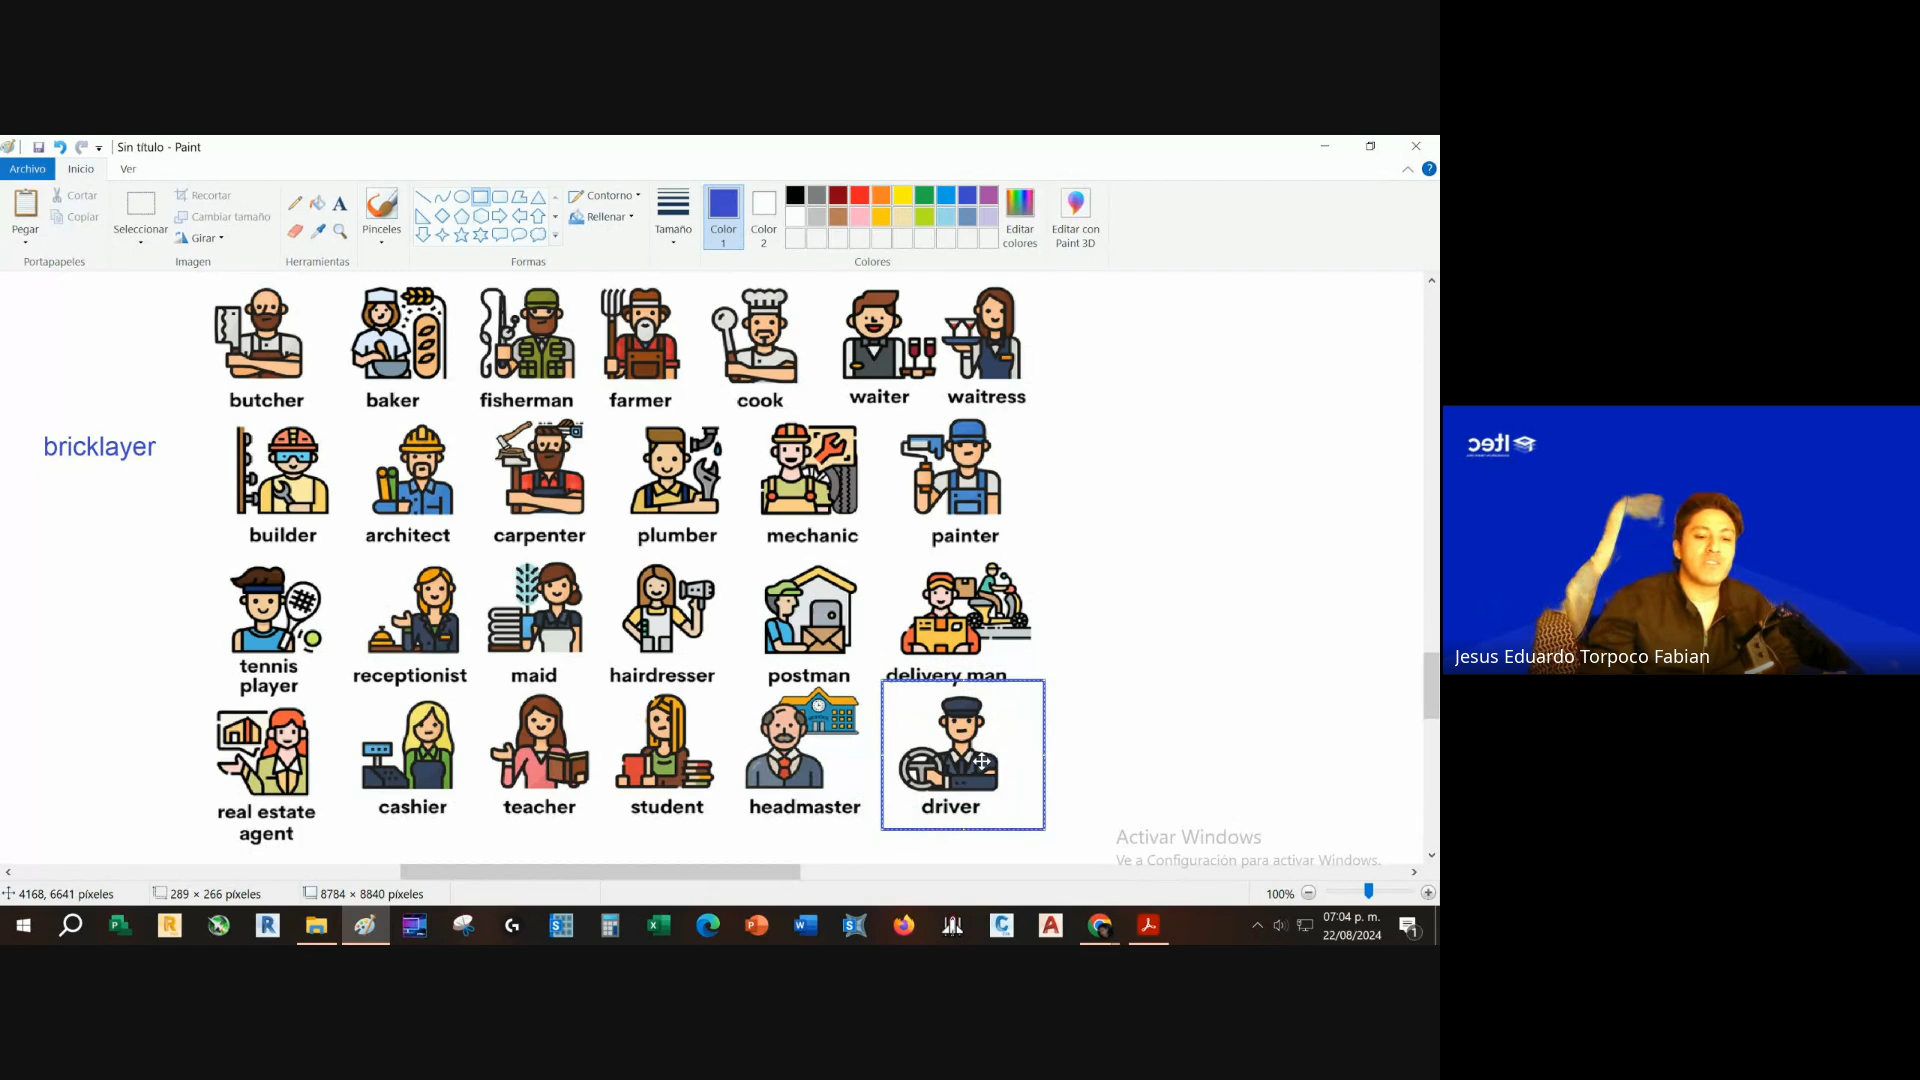 Sin título - Paint
Archivo Inicio Ver
Pegar Cortar Copiar Portapapeles
Seleccionar Recortar Cambiar tamaño Girar Imagen
A Herramientas
Pinceles
Contorno Rellenar Formas
Tamaño
Color 1 Color 2 Editar colores Editar con Paint 3D Colores
butcher baker fisherman farmer cook waiter waitress
bricklayer
builder architect carpenter plumber mechanic painter
tennis player receptionist maid hairdresser postman delivery man
real estate agent cashier teacher student headmaster driver
Activar Windows
Ve a Configuración para activar Windows.
4168, 6641 píxeles 289 × 266 píxeles 8784 × 8840 píxeles 100%
07:04 p. m.
22/08/2024
1
Itec
Jesus Eduardo Torpoco Fabian